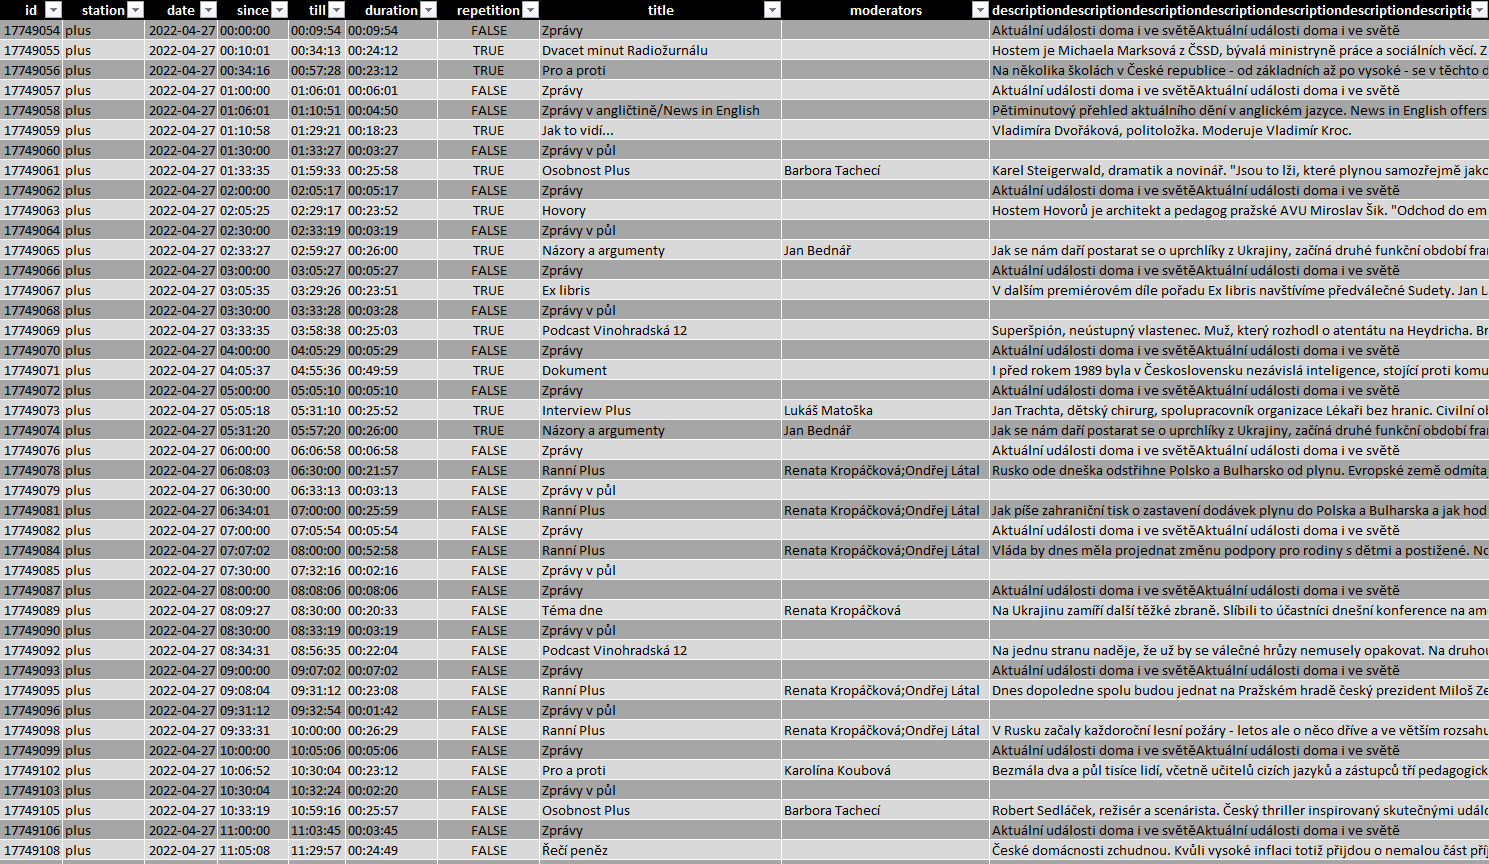 id station date since till duration repetition title moderators descriptiondescriptiondescriptiondescriptiondescriptiondescriptiondescriptio
17749054 plus 2022-04-27 00:00:00 00:09:54 00:09:54 FALSE Zprávy Aktuální události doma i ve světěAktuální události doma i ve světě
17749055 plus 2022-04-27 00:10:01 00:34:13 00:24:12 TRUE Dvacet minut Radiožurnálu Hostem je Michaela Marksová z ČSSD, bývalá ministryně práce a sociálních věcí. Z
17749056 plus 2022-04-27 00:34:16 00:57:28 00:23:12 TRUE Pro a proti Na několika školách v České republice - od základních až po vysoké - se v těchto d
17749057 plus 2022-04-27 01:00:00 01:06:01 00:06:01 FALSE Zprávy Aktuální události doma i ve světěAktuální události doma i ve světě
17749058 plus 2022-04-27 01:06:01 01:10:51 00:04:50 FALSE Zprávy v angličtině/News in English Pětiminutový přehled aktuálního dění v anglickém jazyce. News in English offers
17749059 plus 2022-04-27 01:10:58 01:29:21 00:18:23 TRUE Jak to vidí... Vladimíra Dvořáková, politoložka. Moderuje Vladimír Kroc.
17749060 plus 2022-04-27 01:30:00 01:33:27 00:03:27 FALSE Zprávy v půl
17749061 plus 2022-04-27 01:33:35 01:59:33 00:25:58 TRUE Osobnost Plus Barbora Tachecí Karel Steigerwald, dramatik a novinář. "Jsou to lži, které plynou samozřejmě jako
17749062 plus 2022-04-27 02:00:00 02:05:17 00:05:17 FALSE Zprávy Aktuální události doma i ve světěAktuální události doma i ve světě
17749063 plus 2022-04-27 02:05:25 02:29:17 00:23:52 TRUE Hovory Hostem Hovorů je architekt a pedagog pražské AVU Miroslav Šik. "Odchod do em
17749064 plus 2022-04-27 02:30:00 02:33:19 00:03:19 FALSE Zprávy v půl
17749065 plus 2022-04-27 02:33:27 02:59:27 00:26:00 TRUE Názory a argumenty Jan Bednář Jak se nám daří postarat se o uprchlíky z Ukrajiny, začíná druhé funkční období fran
17749066 plus 2022-04-27 03:00:00 03:05:27 00:05:27 FALSE Zprávy Aktuální události doma i ve světěAktuální události doma i ve světě
17749067 plus 2022-04-27 03:05:35 03:29:26 00:23:51 TRUE Ex libris V dalším premiérovém díle pořadu Ex libris navštívíme předválečné Sudety. Jan L
17749068 plus 2022-04-27 03:30:00 03:33:28 00:03:28 FALSE Zprávy v půl
17749069 plus 2022-04-27 03:33:35 03:58:38 00:25:03 TRUE Podcast Vinohradská 12 Superšpión, neústupný vlastenec. Muž, který rozhodl o atentátu na Heydricha. Br
17749070 plus 2022-04-27 04:00:00 04:05:29 00:05:29 FALSE Zprávy Aktuální události doma i ve světěAktuální události doma i ve světě
17749071 plus 2022-04-27 04:05:37 04:55:36 00:49:59 TRUE Dokument I před rokem 1989 byla v Československu nezávislá inteligence, stojící proti komu
17749072 plus 2022-04-27 05:00:00 05:05:10 00:05:10 FALSE Zprávy Aktuální události doma i ve světěAktuální události doma i ve světě
17749073 plus 2022-04-27 05:05:18 05:31:10 00:25:52 TRUE Interview Plus Lukáš Matoška Jan Trachta, dětský chirurg, spolupracovník organizace Lékaři bez hranic. Civilní ob
17749074 plus 2022-04-27 05:31:20 05:57:20 00:26:00 TRUE Názory a argumenty Jan Bednář Jak se nám daří postarat se o uprchlíky z Ukrajiny, začíná druhé funkční období fran
17749076 plus 2022-04-27 06:00:00 06:06:58 00:06:58 FALSE Zprávy Aktuální události doma i ve světěAktuální události doma i ve světě
17749078 plus 2022-04-27 06:08:03 06:30:00 00:21:57 FALSE Ranní Plus Renata Kropáčková;Ondřej Látal Rusko ode dneška odstřihne Polsko a Bulharsko od plynu. Evropské země odmíta
17749079 plus 2022-04-27 06:30:00 06:33:13 00:03:13 FALSE Zprávy v půl
17749081 plus 2022-04-27 06:34:01 07:00:00 00:25:59 FALSE Ranní Plus Renata Kropáčková;Ondřej Látal Jak píše zahraniční tisk o zastavení dodávek plynu do Polska a Bulharska a jak hod
17749082 plus 2022-04-27 07:00:00 07:05:54 00:05:54 FALSE Zprávy Aktuální události doma i ve světěAktuální události doma i ve světě
17749084 plus 2022-04-27 07:07:02 08:00:00 00:52:58 FALSE Ranní Plus Renata Kropáčková;Ondřej Látal Vláda by dnes měla projednat změnu podpory pro rodiny s dětmi a postižené. No
17749085 plus 2022-04-27 07:30:00 07:32:16 00:02:16 FALSE Zprávy v půl
17749087 plus 2022-04-27 08:00:00 08:08:06 00:08:06 FALSE Zprávy Aktuální události doma i ve světěAktuální události doma i ve světě
17749089 plus 2022-04-27 08:09:27 08:30:00 00:20:33 FALSE Téma dne Renata Kropáčková Na Ukrajinu zamíří další těžké zbraně. Slíbili to účastníci dnešní konference na am
17749090 plus 2022-04-27 08:30:00 08:33:19 00:03:19 FALSE Zprávy v půl
17749092 plus 2022-04-27 08:34:31 08:56:35 00:22:04 FALSE Podcast Vinohradská 12 Na jednu stranu naděje, že už by se válečné hrůzy nemusely opakovat. Na druhou
17749093 plus 2022-04-27 09:00:00 09:07:02 00:07:02 FALSE Zprávy Aktuální události doma i ve světěAktuální události doma i ve světě
17749095 plus 2022-04-27 09:08:04 09:31:12 00:23:08 FALSE Ranní Plus Renata Kropáčková;Ondřej Látal Dnes dopoledne spolu budou jednat na Pražském hradě český prezident Miloš Ze
17749096 plus 2022-04-27 09:31:12 09:32:54 00:01:42 FALSE Zprávy v půl
17749098 plus 2022-04-27 09:33:31 10:00:00 00:26:29 FALSE Ranní Plus Renata Kropáčková;Ondřej Látal V Rusku začaly každoroční lesní požáry - letos ale o něco dříve a ve větším rozsahu
17749099 plus 2022-04-27 10:00:00 10:05:06 00:05:06 FALSE Zprávy Aktuální události doma i ve světěAktuální události doma i ve světě
17749102 plus 2022-04-27 10:06:52 10:30:04 00:23:12 FALSE Pro a proti Karolína Koubová Bezmála dva a půl tisíce lidí, včetně učitelů cizích jazyků a zástupců tří pedagogick
17749103 plus 2022-04-27 10:30:04 10:32:24 00:02:20 FALSE Zprávy v půl
17749105 plus 2022-04-27 10:33:19 10:59:16 00:25:57 FALSE Osobnost Plus Barbora Tachecí Robert Sedláček, režisér a scenárista. Český thriller inspirovaný skutečnými událo
17749106 plus 2022-04-27 11:00:00 11:03:45 00:03:45 FALSE Zprávy Aktuální události doma i ve světěAktuální události doma i ve světě
17749108 plus 2022-04-27 11:05:08 11:29:57 00:24:49 FALSE Řečí peněz České domácnosti zchudnou. Kvůli vysoké inflaci totiž přijdou o nemalou část příj